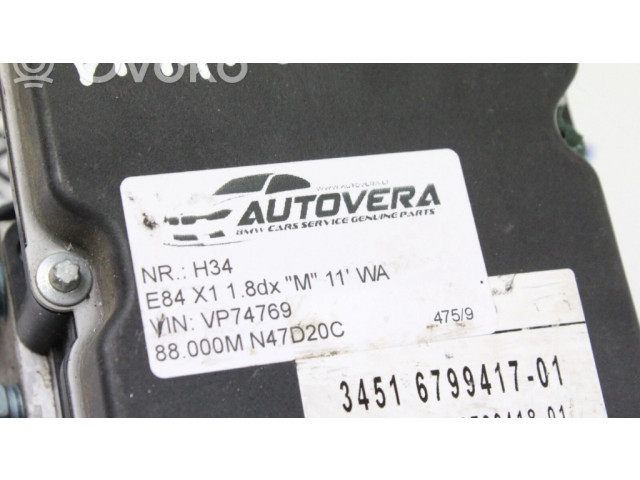 OVOKO
AUTOVERA
BMW CARS SERVICE GENUINE PARTS
NR.: H34
E84 X1 1.8dx "M" 11' WA
VIN: VP74769
88.000M N47D20C
475/9
3451 6799417-01